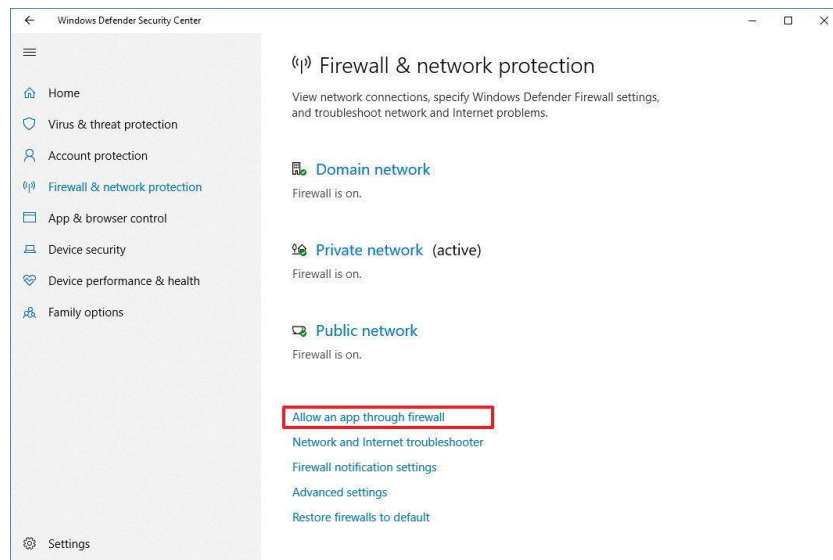 Windows Defender Security Center
Home
Virus & threat protection
Account protection
Firewall & network protection
App & browser control
Device security
Device performance & health
Family options
Settings
Firewall & network protection
View network connections, specify Windows Defender Firewall settings,
and troubleshoot network and Internet problems.
Domain network
Firewall is on.
Private network (active)
Firewall is on.
Public network
Firewall is on.
Allow an app through firewall
Network and Internet troubleshooter
Firewall notification settings
Advanced settings
Restore firewalls to default